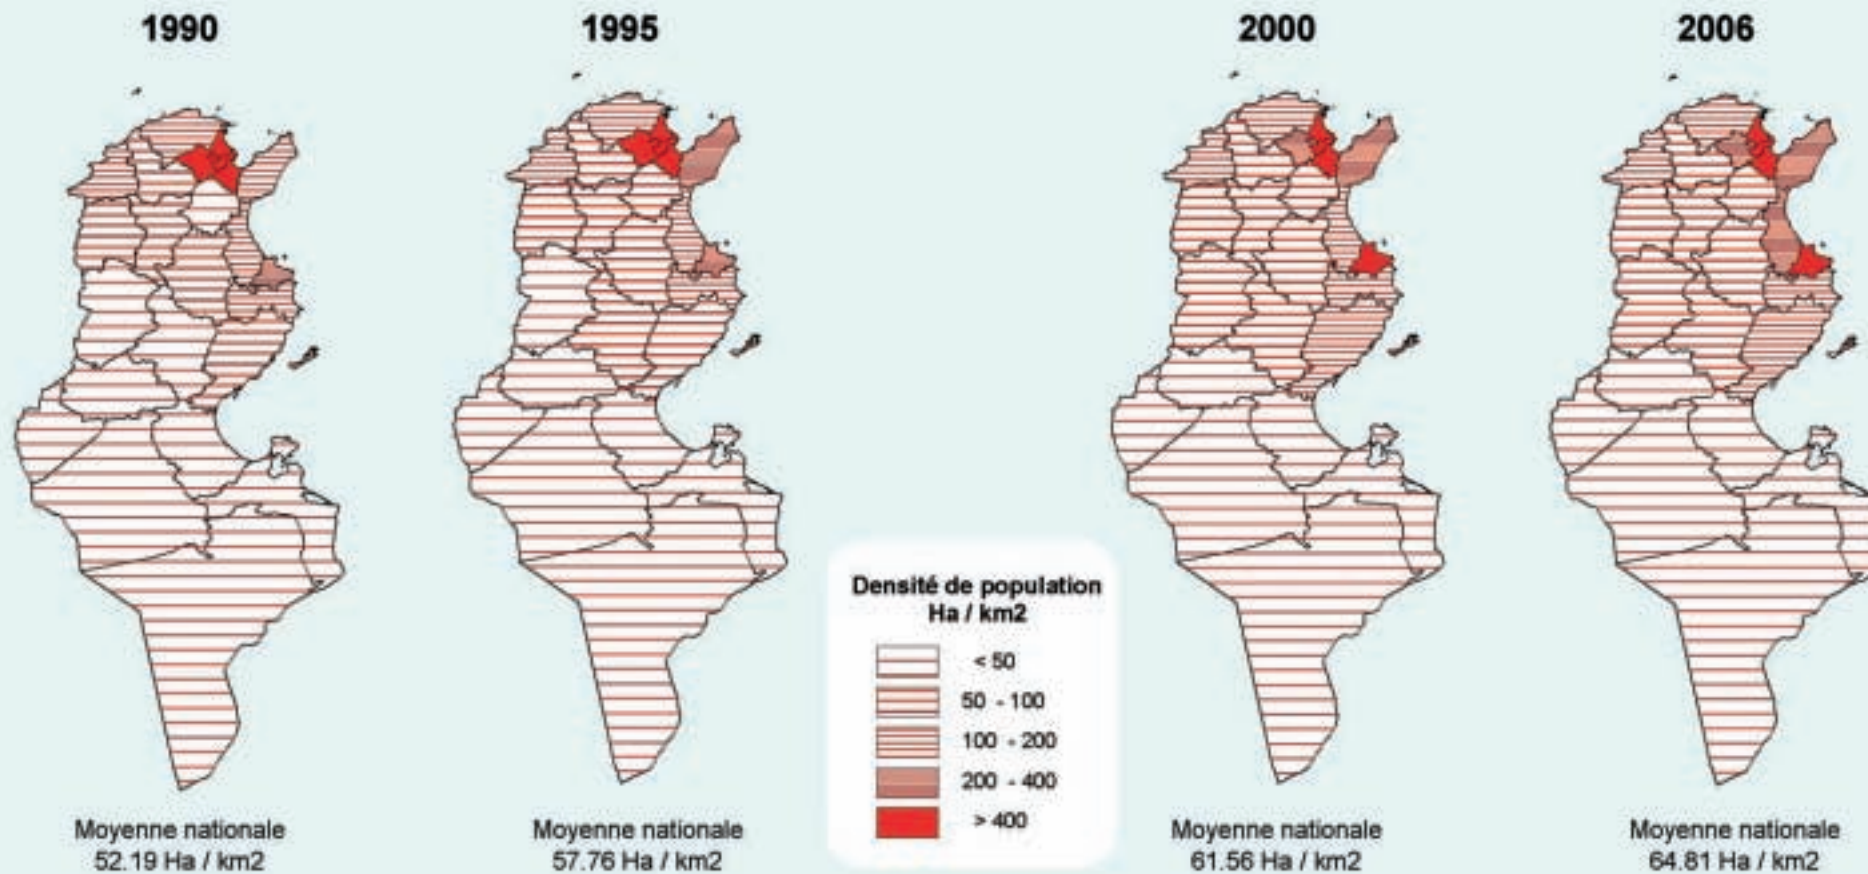 1990
1995
2000
2006
Densité de population
Ha / km2
< 50
50 - 100
100 - 200
200 - 400
> 400
Moyenne nationale
52.19 Ha / km2
Moyenne nationale
57.76 Ha / km2
Moyenne nationale
61.56 Ha / km2
Moyenne nationale
64.81 Ha / km2